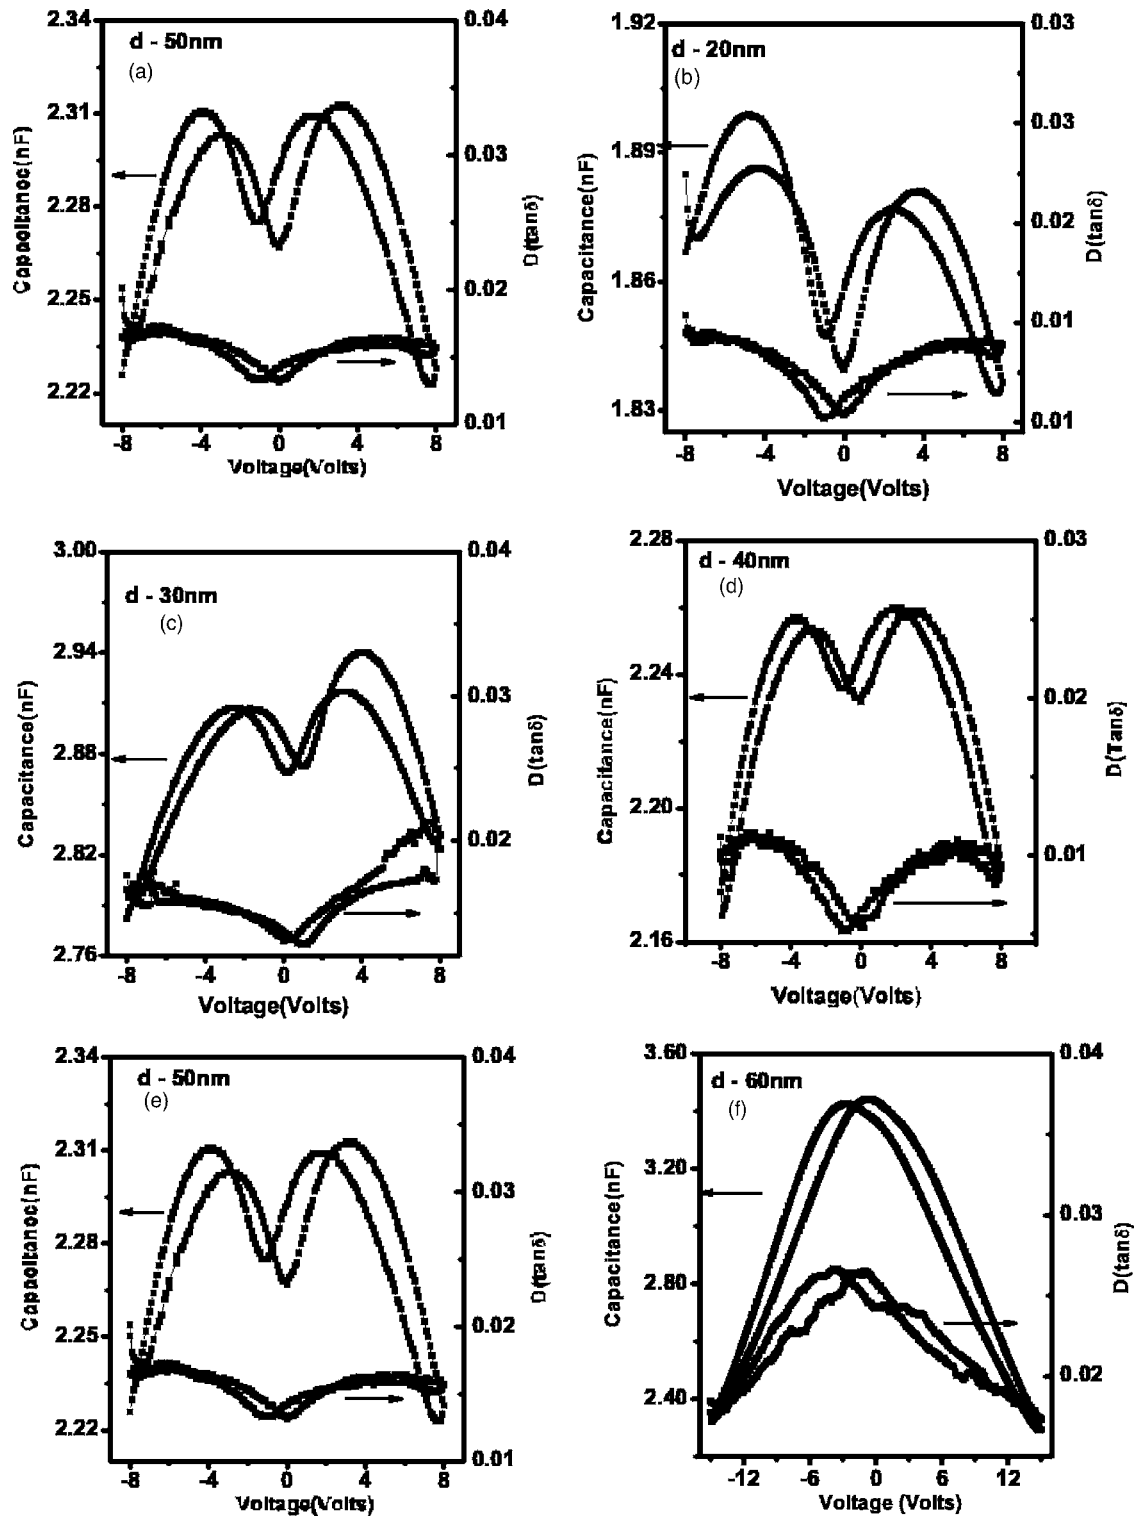 2.34
2.31
2.28
2.25
2.22
0.04
0.03
0.02
0.01
d - 50nm
(a)
Capacitance(nF)
D(tanδ)
-8 -4 0 4 8
Voltage(Volts)
1.92
1.89
1.86
1.83
0.03
0.03
0.02
0.01
0.01
d - 20nm
(b)
Capacitance(nF)
D(tanδ)
-8 -4 0 4 8
Voltage(Volts)
3.00
2.94
2.88
2.82
2.76
0.04
0.03
0.02
d - 30nm
(c)
Capacitance(nF)
D(tanδ)
-8 -4 0 4 8
Voltage(Volts)
2.28
2.24
2.20
2.16
0.03
0.02
0.01
d - 40nm
(d)
Capacitance(nF)
D(Tanδ)
-8 -4 0 4 8
Voltage(Volts)
2.34
2.31
2.28
2.25
2.22
0.04
0.03
0.02
0.01
d - 50nm
(e)
Capacitance(nF)
D(tanδ)
-8 -4 0 4 8
Voltage(Volts)
3.60
3.20
2.80
2.40
0.04
0.03
0.02
d - 60nm
(f)
Capacitance(nF)
D(tanδ)
-12 -6 0 6 12
Voltage (Volts)